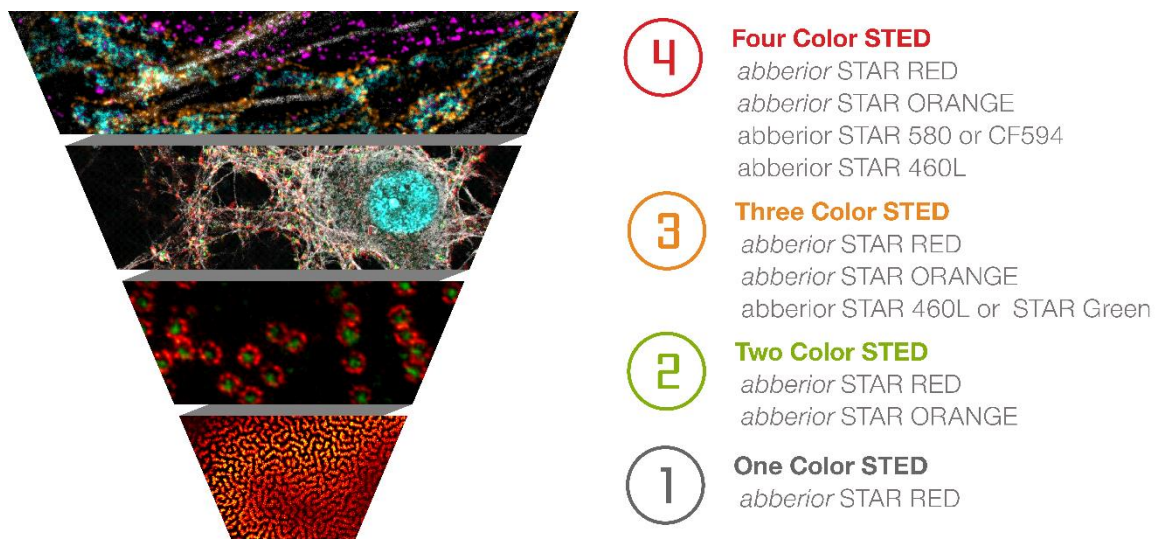 4
Four Color STED
abberior STAR RED
abberior STAR ORANGE
abberior STAR 580 or CF594
abberior STAR 460L
3
Three Color STED
abberior STAR RED
abberior STAR ORANGE
abberior STAR 460L or STAR Green
2
Two Color STED
abberior STAR RED
abberior STAR ORANGE
1
One Color STED
abberior STAR RED